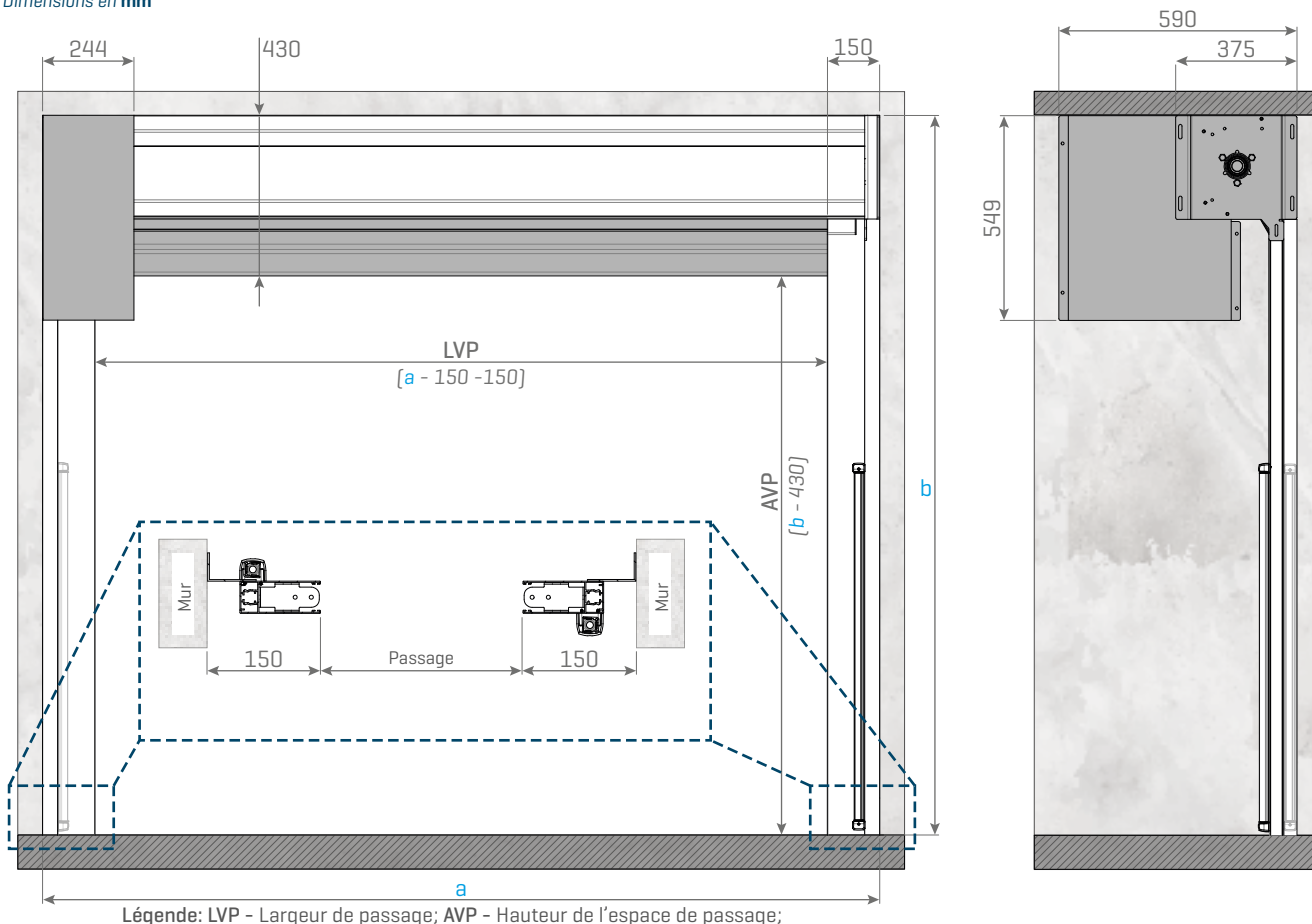 Dimensions en mm
244
430
150
590
375
549
LVP
(a - 150 -150)
AVP
(b - 430)
b
Mur
Mur
150
Passage
150
a
Légende: LVP - Largeur de passage; AVP - Hauteur de l'espace de passage;